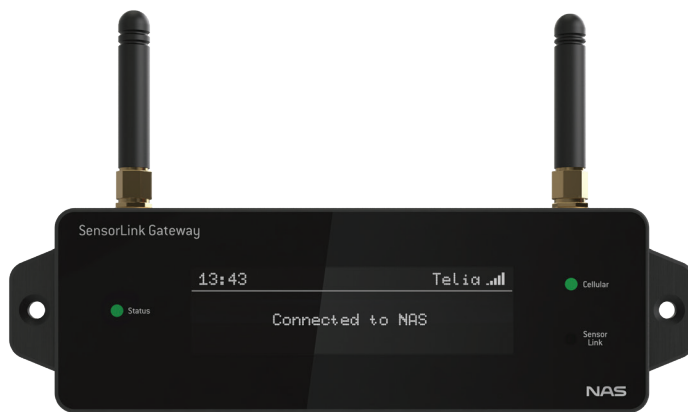 SensorLink Gateway
13:43 Telia
Connected to NAS
Status
Cellular
Sensor
Link
NAS